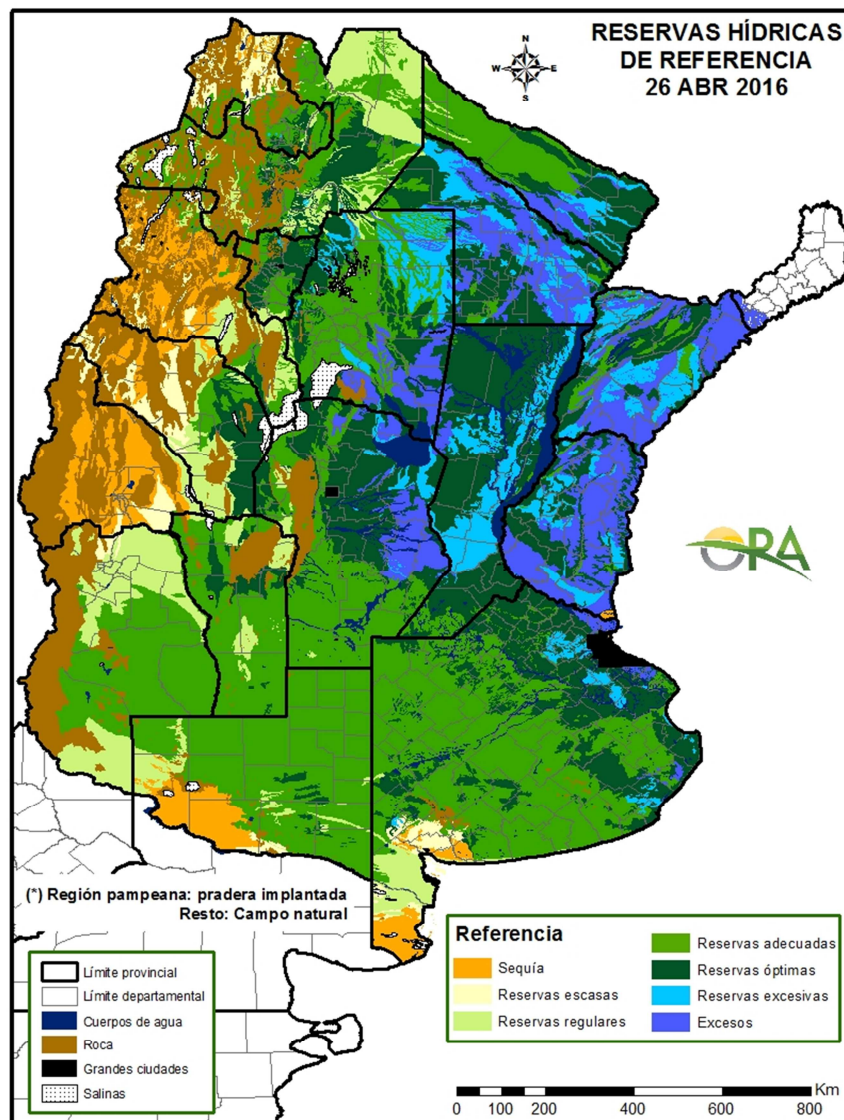 RESERVAS HÍDRICAS
DE REFERENCIA
26 ABR 2016
N
W
E
S
ORA
(*) Región pampeana: pradera implantada
Resto: Campo natural
Límite provincial
Límite departamental
Cuerpos de agua
Roca
Grandes ciudades
Salinas
Referencia
Sequía
Reservas escasas
Reservas regulares
Reservas adecuadas
Reservas óptimas
Reservas excesivas
Excesos
Km
0 100 200 400 600 800